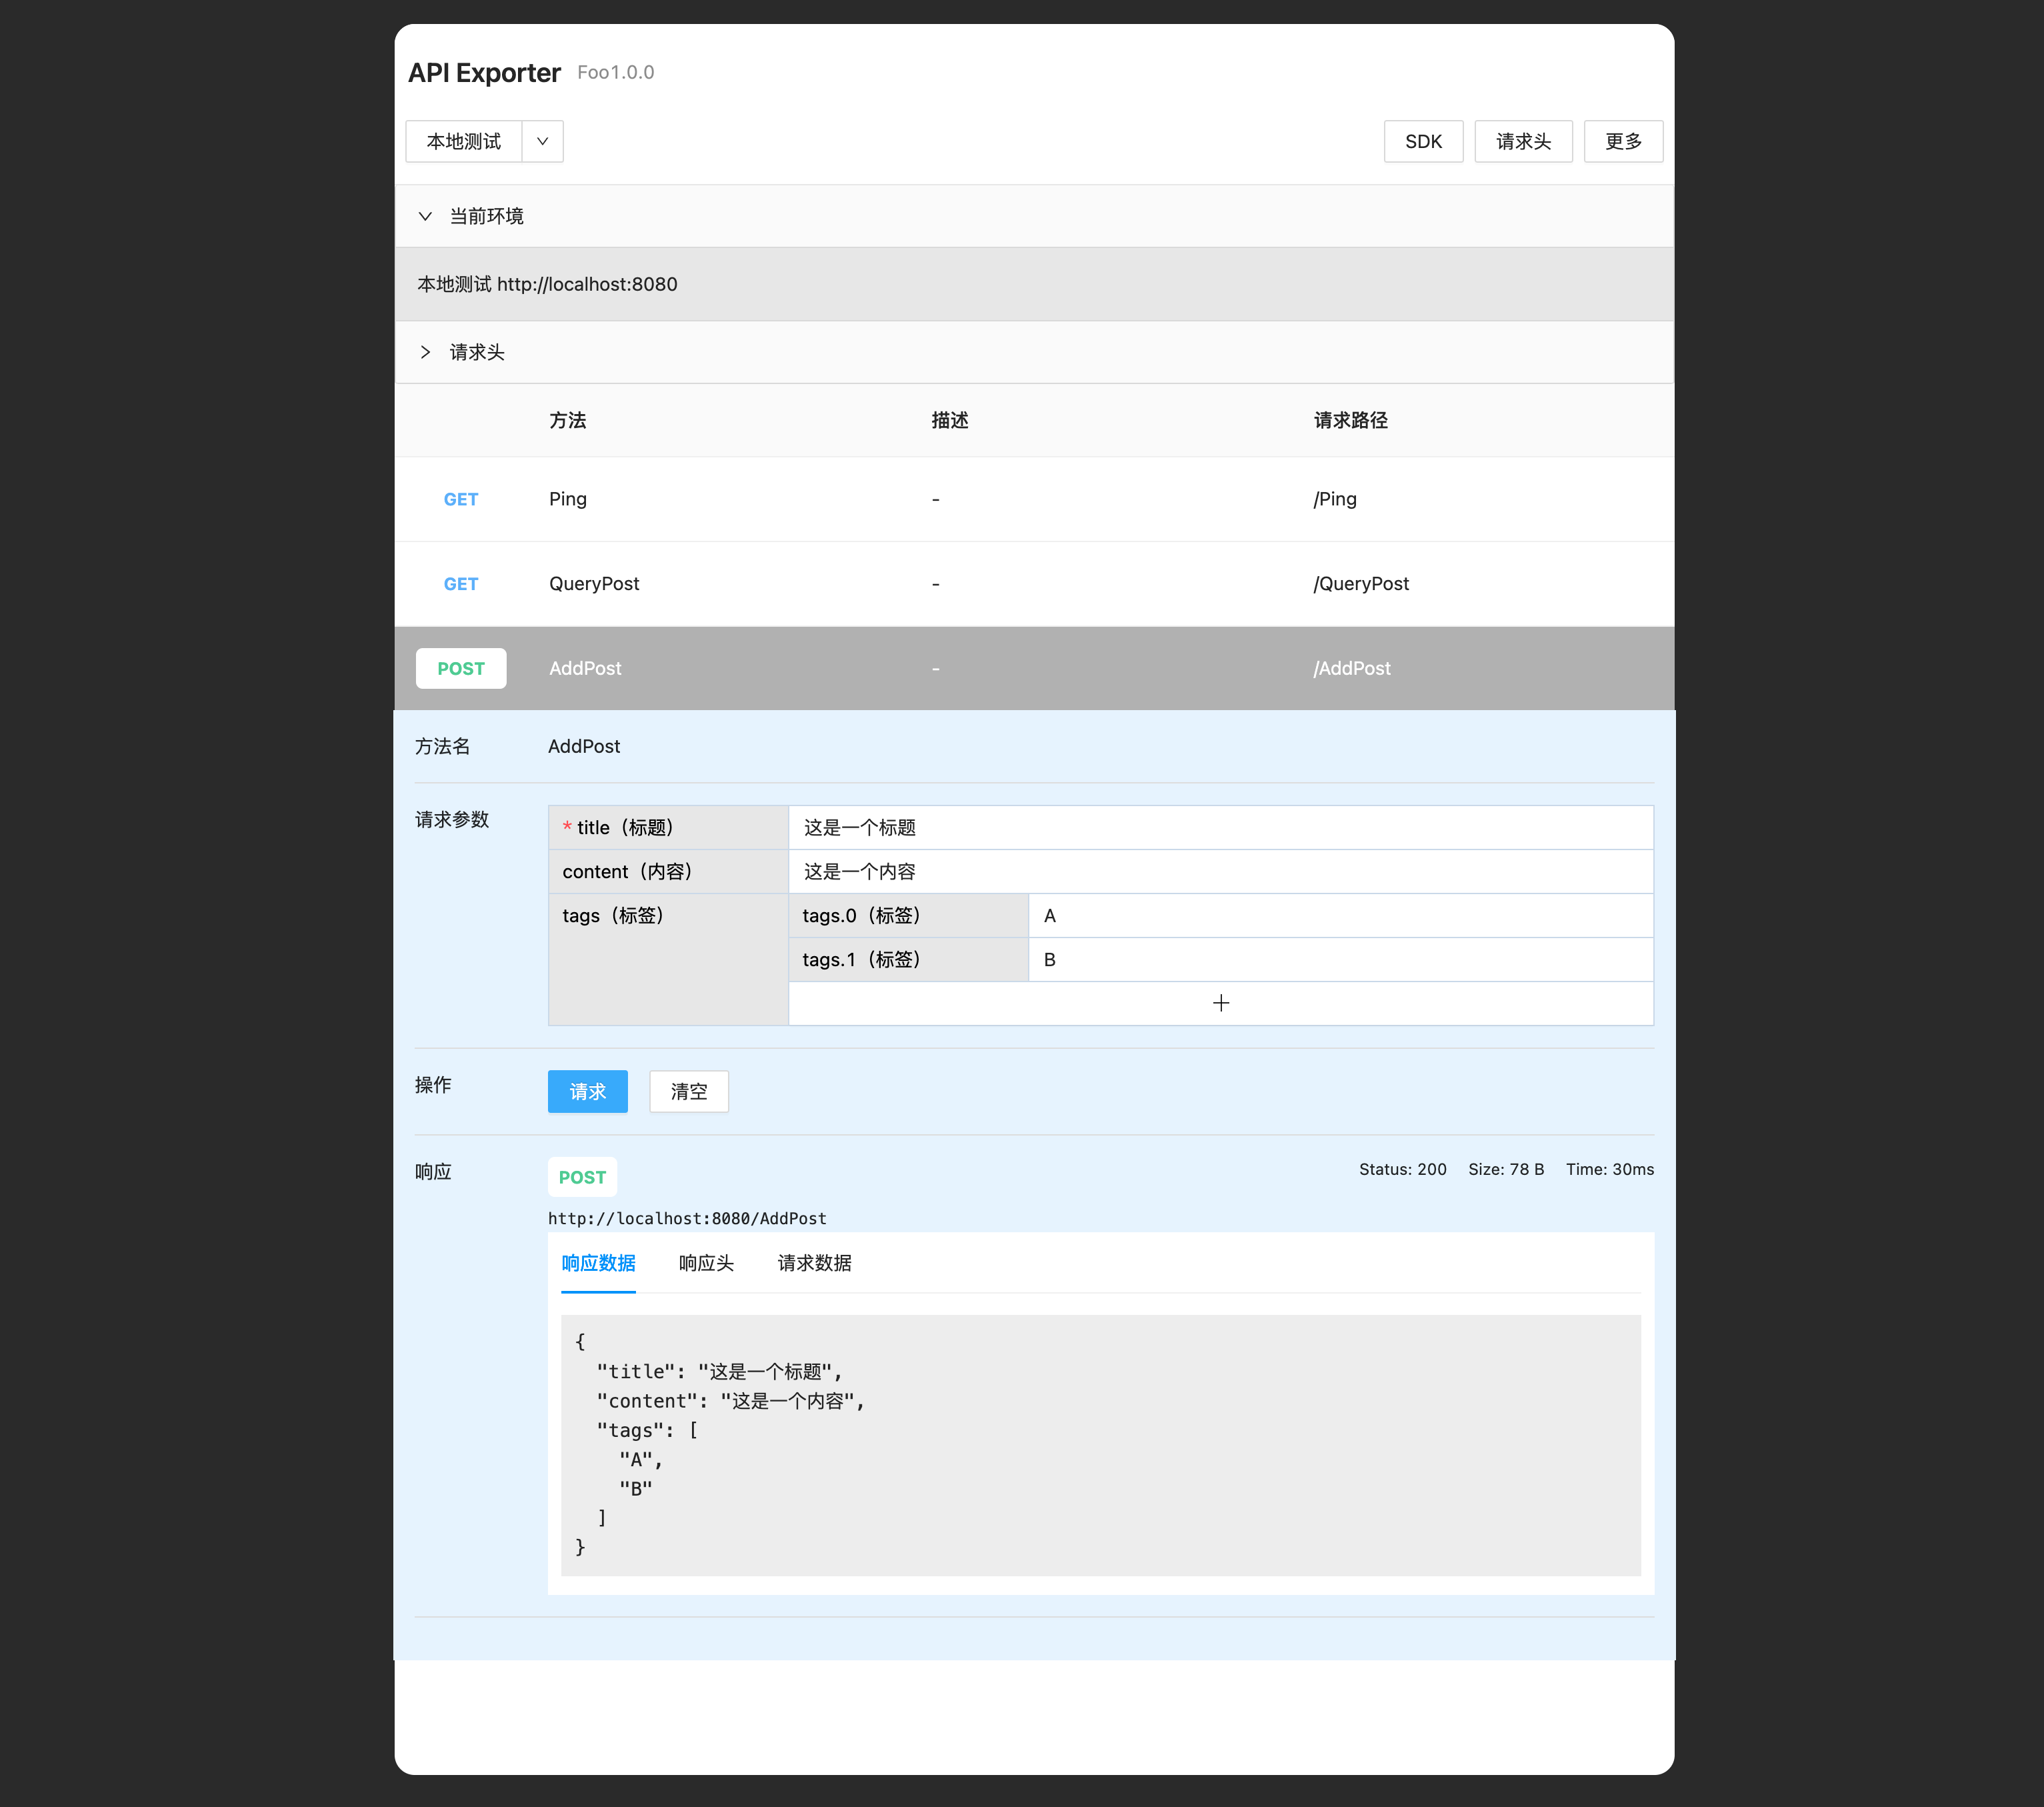 API Exporter Foo1.0.0
本地测试 SDK 请求头 更多
当前环境
本地测试 http://localhost:8080
请求头
方法 描述 请求路径
GET Ping - /Ping
GET QueryPost - /QueryPost
POST AddPost - /AddPost
方法名 AddPost
请求参数 * title（标题） 这是一个标题
content（内容） 这是一个内容
tags（标签） tags.0（标签） A
tags.1（标签） B
+
操作 请求 清空
响应 POST Status: 200 Size: 78 B Time: 30ms
http://localhost:8080/AddPost
响应数据 响应头 请求数据
{
  "title": "这是一个标题",
  "content": "这是一个内容",
  "tags": [
    "A",
    "B"
  ]
}